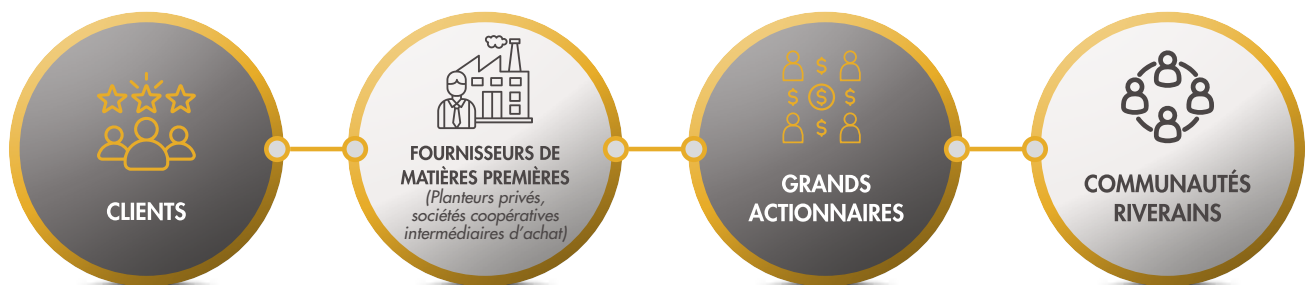 CLIENTS
FOURNISSEURS DE
MATIÈRES PREMIÈRES
(Planteurs privés,
sociétés coopératives
intermédiaires d'achat)
GRANDS
ACTIONNAIRES
COMMUNAUTÉS
RIVERAINS